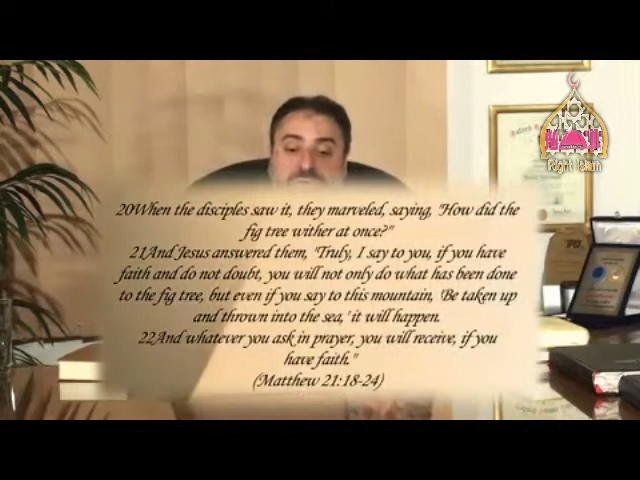 20When the disciples saw it, they marveled, saying, "How did the
fig tree wither at once?"
21And Jesus answered them, "Truly, I say to you, if you have
faith and do not doubt, you will not only do what has been done
to the fig tree, but even if you say to this mountain, 'Be taken up
and thrown into the sea,' it will happen.
22And whatever you ask in prayer, you will receive, if you
have faith."
(Matthew 21:18-24)